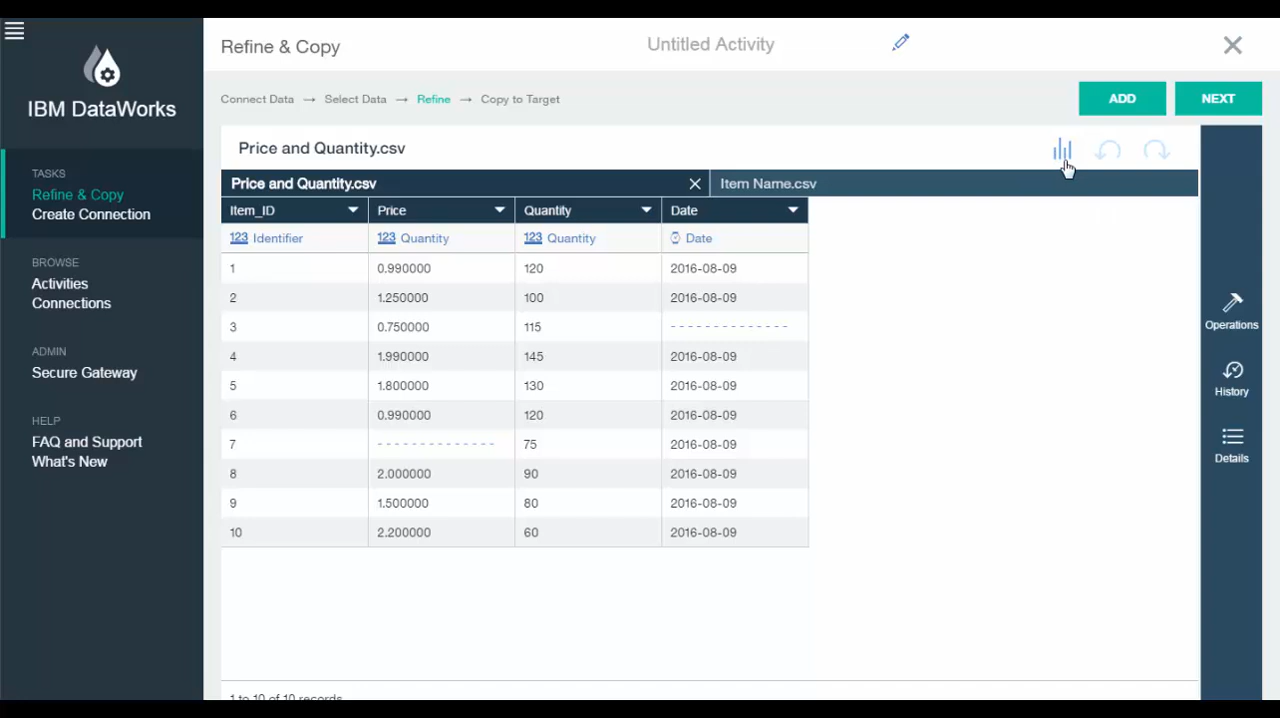 Refine & Copy
Untitled Activity
IBM DataWorks
Connect Data → Select Data → Refine → Copy to Target
ADD
NEXT
Price and Quantity.csv
TASKS
Refine & Copy
Create Connection
BROWSE
Activities
Connections
ADMIN
Secure Gateway
HELP
FAQ and Support
What's New
Price and Quantity.csv
Item Name.csv
Item_ID Price Quantity Date
123 Identifier 123 Quantity 123 Quantity Date
1 0.990000 120 2016-08-09
2 1.250000 100 2016-08-09
3 0.750000 115 --------------
4 1.990000 145 2016-08-09
5 1.800000 130 2016-08-09
6 0.990000 120 2016-08-09
7 -------------- 75 2016-08-09
8 2.000000 90 2016-08-09
9 1.500000 80 2016-08-09
10 2.200000 60 2016-08-09
Operations
History
Details
1 to 10 of 10 records